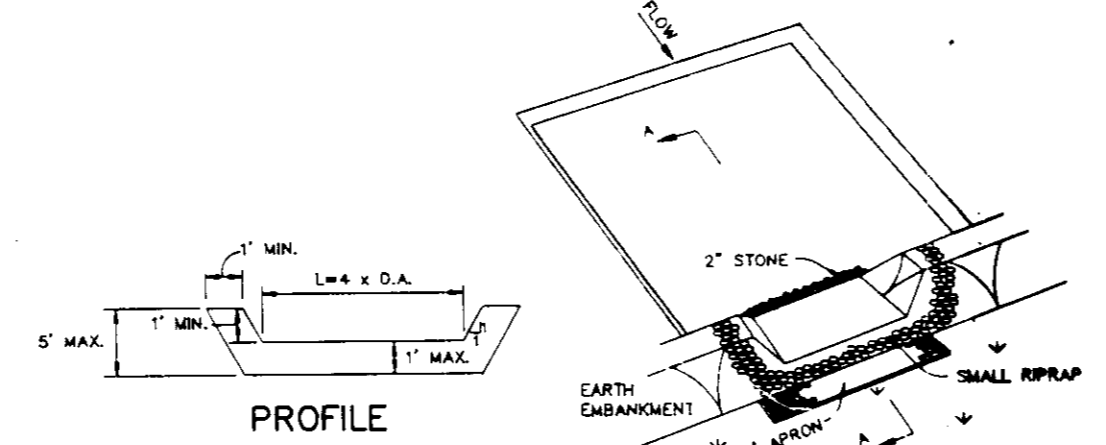 FLOW
A
1' MIN.
L=4 x D.A.
1' MIN.
5' MAX.
1' MAX.
1
1
2" STONE
EARTH
EMBANKMENT
SMALL RIPRAP
APRON
A
PROFILE